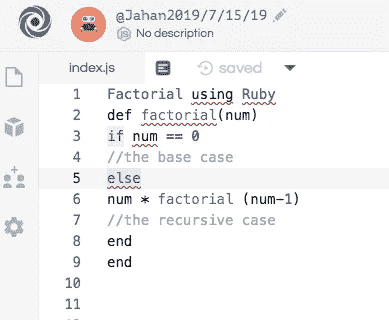 @Jahan2019/7/15/19
No description
index.js
saved
1 Factorial using Ruby
2 def factorial(num)
3 if num == 0
4 //the base case
5 else
6 num * factorial (num-1)
7 //the recursive case
8 end
9 end
10
11